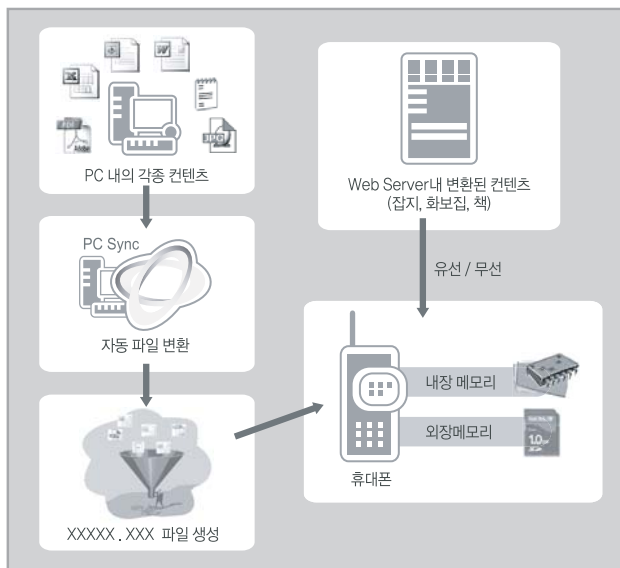 PC 내의 각종 컨텐츠
PC Sync
자동 파일 변환
XXXXX . XXX 파일 생성
Web Server내 변환된 컨텐츠
(잡지, 화보집, 책)
유선 / 무선
내장 메모리
외장메모리
1.0
휴대폰